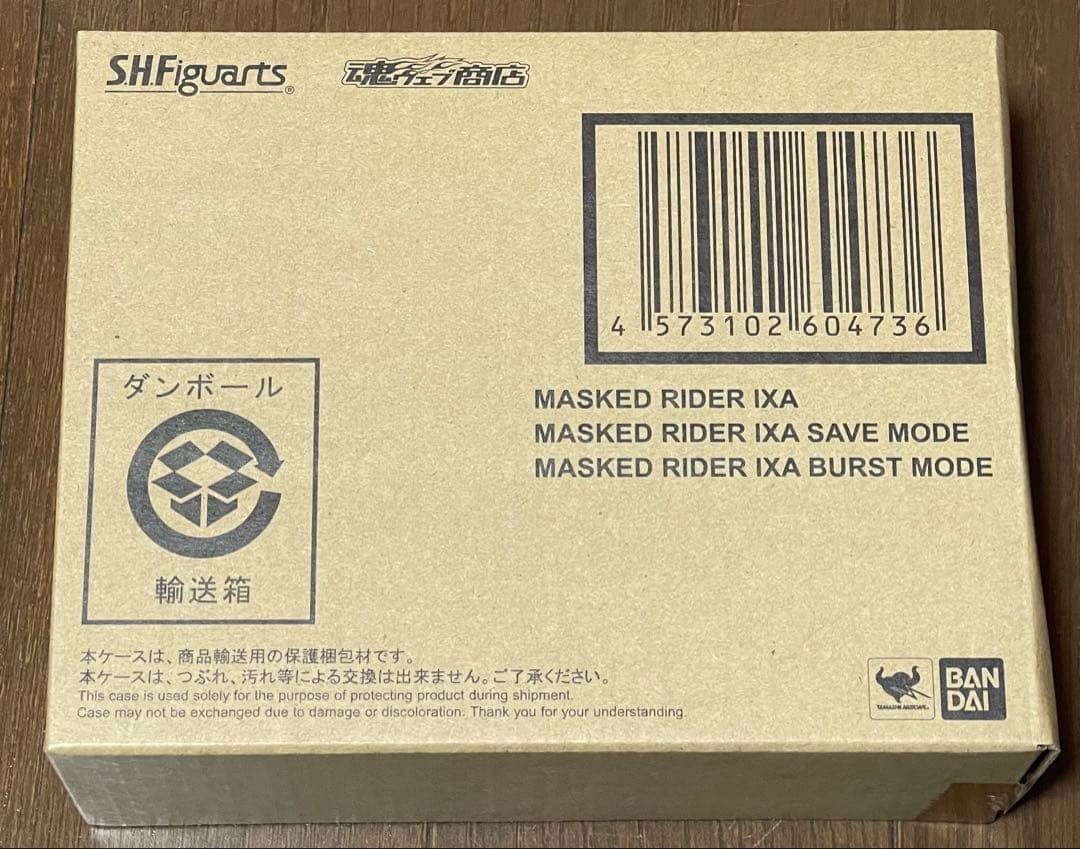 S.H.Figuarts®
魂ウェブ商店
4 573102 604736
MASKED RIDER IXA
MASKED RIDER IXA SAVE MODE
MASKED RIDER IXA BURST MODE
ダンボール
輸送箱
本ケースは、商品輸送用の保護梱包材です。
本ケースは、つぶれ、汚れ等による交換は出来ません。ご了承ください。
This case is used solely for the purpose of protecting product during shipment.
Case may not be exchanged due to damage or discoloration. Thank you for your understanding.
BAN
DAI